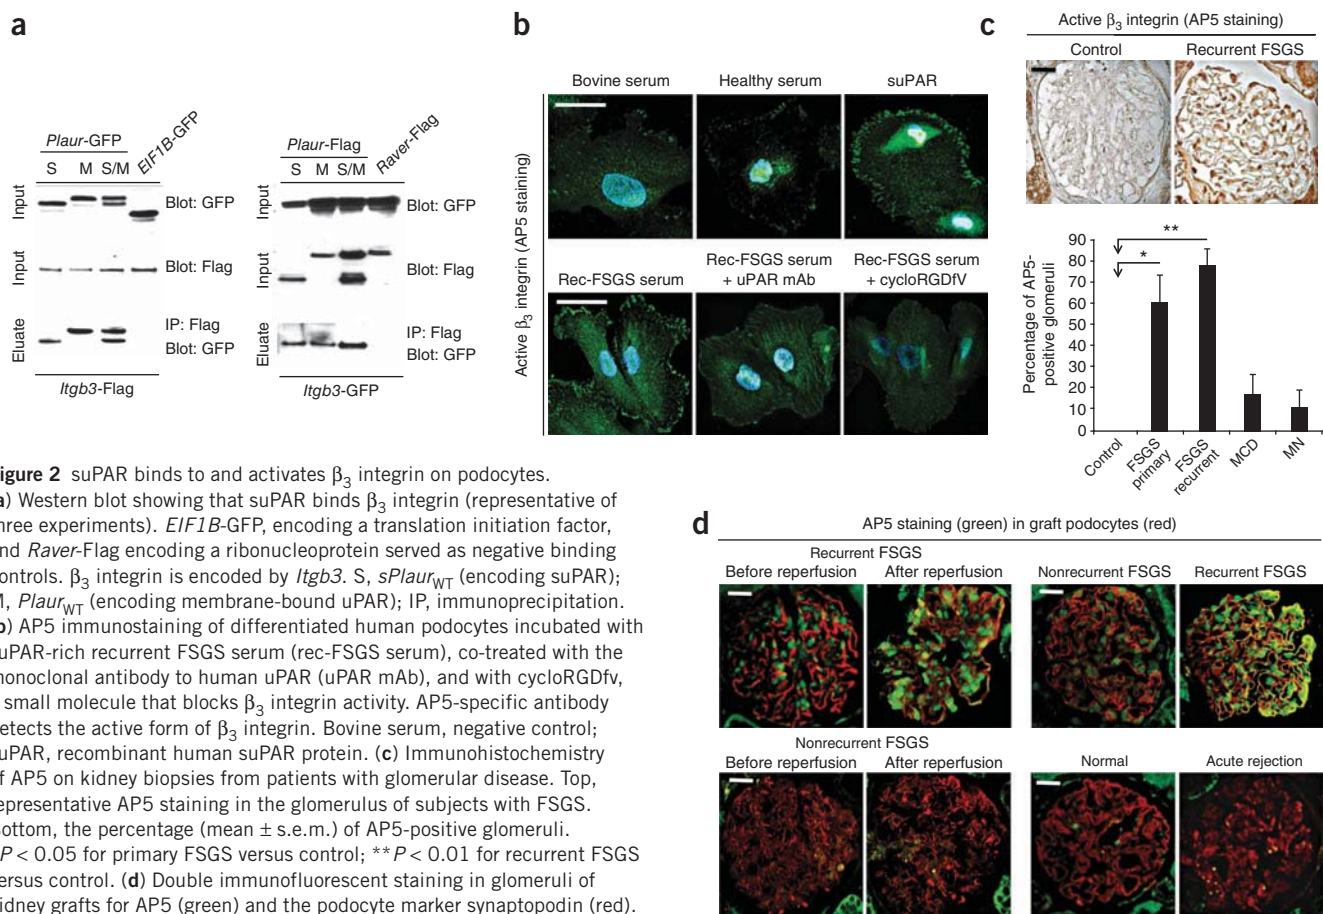 a
Plaur-GFP
EIF1B-GFP
S M S/M
Input
Blot: GFP
Input
Blot: Flag
Eluate
IP: Flag
Blot: GFP
Itgb3-Flag
Plaur-Flag
Raver-Flag
S M S/M
Input
Blot: GFP
Input
Blot: Flag
Eluate
IP: Flag
Blot: GFP
Itgb3-GFP
b
Active β3 integrin (AP5 staining)
Bovine serum Healthy serum suPAR
Rec-FSGS serum
Rec-FSGS serum
+ uPAR mAb
Rec-FSGS serum
+ cycloRGDfV
c
Active β3 integrin (AP5 staining)
Control Recurrent FSGS
Percentage of AP5-
positive glomeruli
90
80
70
60
50
40
30
20
10
0
**
*
Control
FSGS
primary
FSGS
recurrent
MCD
MN
igure 2 suPAR binds to and activates β3 integrin on podocytes.
a) Western blot showing that suPAR binds β3 integrin (representative of
hree experiments). EIF1B-GFP, encoding a translation initiation factor,
nd Raver-Flag encoding a ribonucleoprotein served as negative binding
ontrols. β3 integrin is encoded by Itgb3. S, sPlaurWT (encoding suPAR);
M, PlaurWT (encoding membrane-bound uPAR); IP, immunoprecipitation.
b) AP5 immunostaining of differentiated human podocytes incubated with
uPAR-rich recurrent FSGS serum (rec-FSGS serum), co-treated with the
monoclonal antibody to human uPAR (uPAR mAb), and with cycloRGDfv,
small molecule that blocks β3 integrin activity. AP5-specific antibody
etects the active form of β3 integrin. Bovine serum, negative control;
uPAR, recombinant human suPAR protein. (c) Immunohistochemistry
f AP5 on kidney biopsies from patients with glomerular disease. Top,
epresentative AP5 staining in the glomerulus of subjects with FSGS.
Bottom, the percentage (mean ± s.e.m.) of AP5-positive glomeruli.
P < 0.05 for primary FSGS versus control; **P < 0.01 for recurrent FSGS
ersus control. (d) Double immunofluorescent staining in glomeruli of
idney grafts for AP5 (green) and the podocyte marker synaptopodin (red).
d
AP5 staining (green) in graft podocytes (red)
Recurrent FSGS
Before reperfusion After reperfusion
Nonrecurrent FSGS Recurrent FSGS
Nonrecurrent FSGS
Before reperfusion After reperfusion
Normal Acute rejection